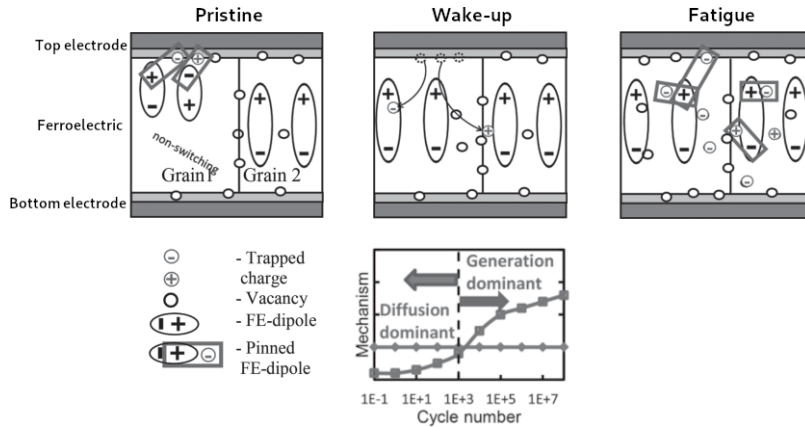 Pristine
Wake-up
Fatigue
Top electrode
Ferroelectric
Bottom electrode
non-switching
Grain1
Grain 2
- Trapped
charge
- Vacancy
- FE-dipole
- Pinned
FE-dipole
Mechanism
Generation
dominant
Diffusion
dominant
1E-1 1E+1 1E+3 1E+5 1E+7
Cycle number